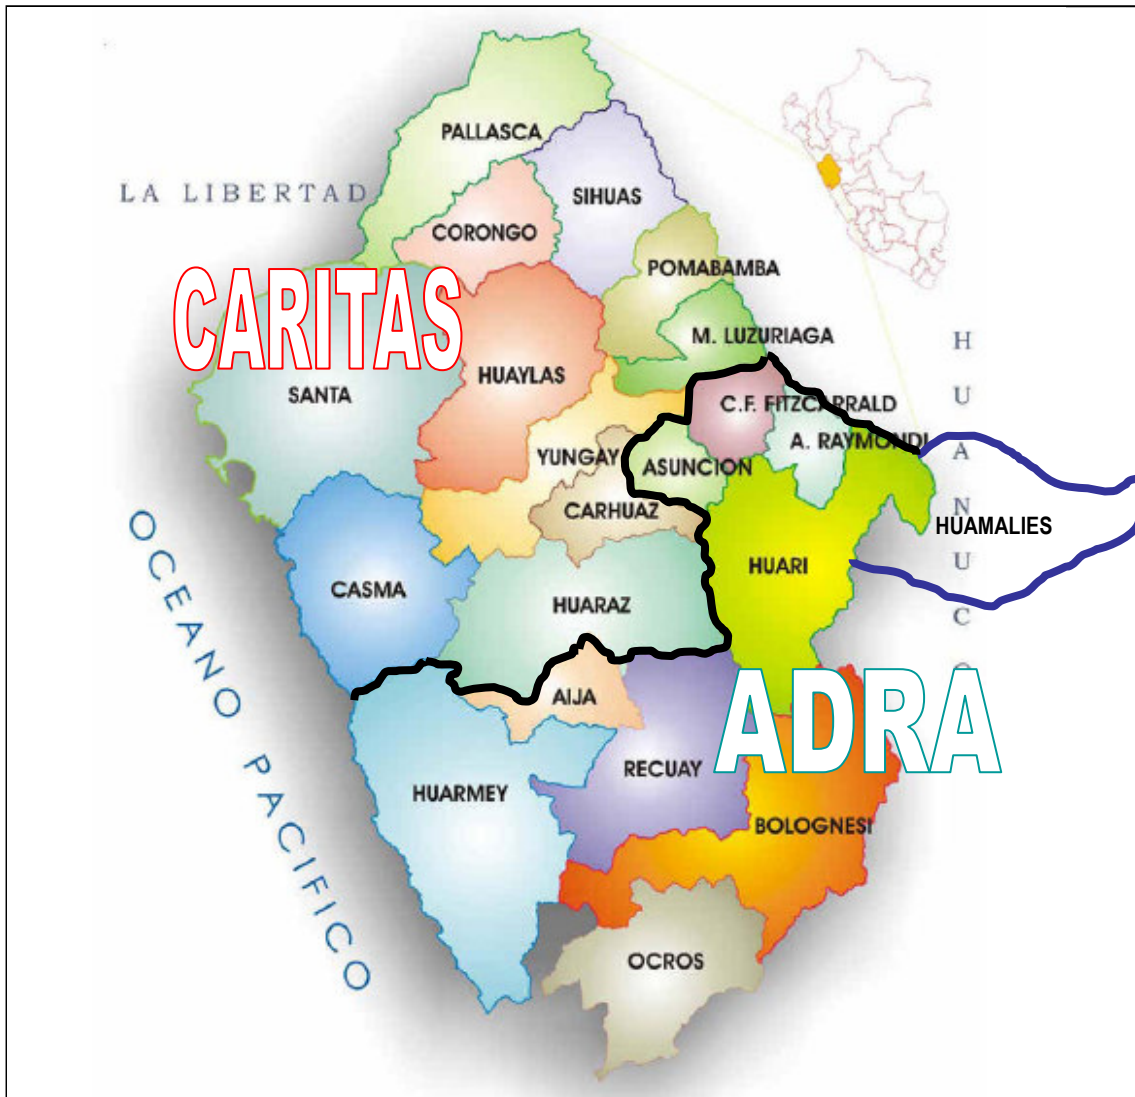 PALLASCA
LA LIBERTAD
SIHUAS
CORONGO
POMABAMBA
CARITAS
M. LUZURIAGA
HUAYLAS
SANTA
C.F. FITZCARRALD
A. RAYMONDI
YUNGAY
ASUNCION
CARHUAZ
HUAMALIES
HUANUCO
HUARI
CASMA
HUARAZ
OCEANO PACIFICO
AIJA
ADRA
RECUAY
HUARMEY
BOLOGNESI
OCROS